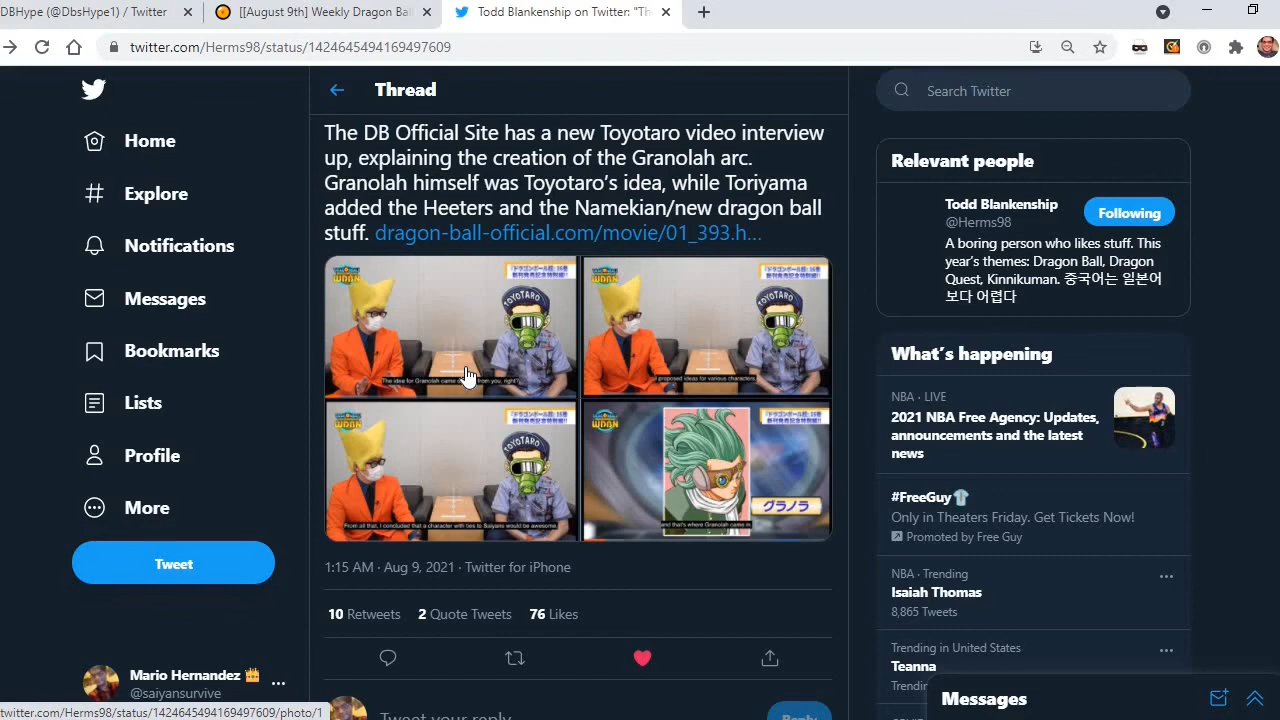 DBHype (@DbsHype1) / Twitter
[[August 9th] Weekly Dragon Bal
Todd Blankenship on Twitter: "Th
twitter.com/Herms98/status/1424645494169497609
Home
Explore
Notifications
Messages
Bookmarks
Lists
Profile
More
Tweet
Mario Hernandez
@saiyansurvive
twitter.com/Herms98/status/1424645494169497609/photo/1
Thread
The DB Official Site has a new Toyotaro video interview
up, explaining the creation of the Granolah arc.
Granolah himself was Toyotaro's idea, while Toriyama
added the Heeters and the Namekian/new dragon ball
stuff. dragon-ball-official.com/movie/01_393.h...
TOYOTARO
The idea for Granolah came from you, right?
TOYOTARO
I proposed ideas for various characters.
TOYOTARO
From all that, I concluded that a character with ties to Saiyans would be awesome,
グラノラ
and that's where Granolah came in.
1:15 AM · Aug 9, 2021 · Twitter for iPhone
10 Retweets 2 Quote Tweets 76 Likes
Tweet your reply
Reply
Search Twitter
Relevant people
Todd Blankenship
@Herms98
Following
A boring person who likes stuff. This
year's themes: Dragon Ball, Dragon
Quest, Kinnikuman. 중국어는 일본어
보다 어렵다
What's happening
NBA · LIVE
2021 NBA Free Agency: Updates,
announcements and the latest
news
#FreeGuy
Only in Theaters Friday. Get Tickets Now!
Promoted by Free Guy
NBA · Trending
Isaiah Thomas
8,865 Tweets
Trending in United States
Teanna
Trendin
Messages